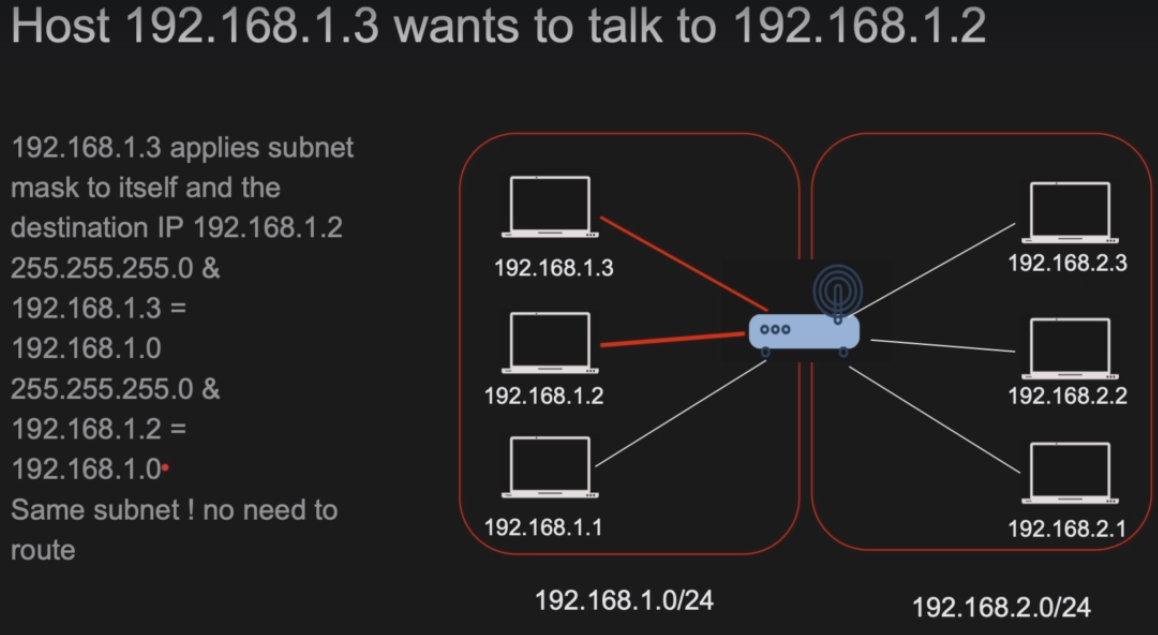 Host 192.168.1.3 wants to talk to 192.168.1.2
192.168.1.3 applies subnet
mask to itself and the
destination IP 192.168.1.2
255.255.255.0 &
192.168.1.3 =
192.168.1.0
255.255.255.0 &
192.168.1.2 =
192.168.1.0
Same subnet ! no need to
route
192.168.1.3
192.168.1.2
192.168.1.1
192.168.1.0/24
192.168.2.3
192.168.2.2
192.168.2.1
192.168.2.0/24